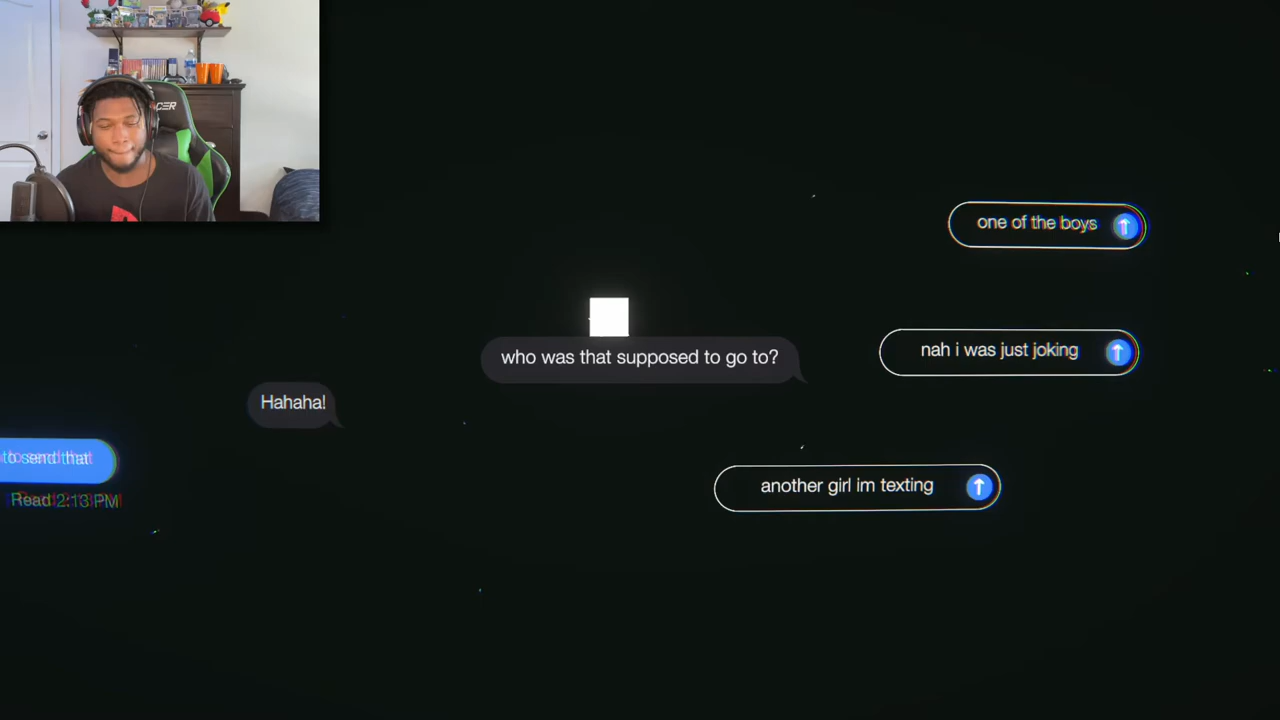 one of the boys
who was that supposed to go to?
nah i was just joking
Hahaha!
to send that
Read 2:13 PM
another girl im texting